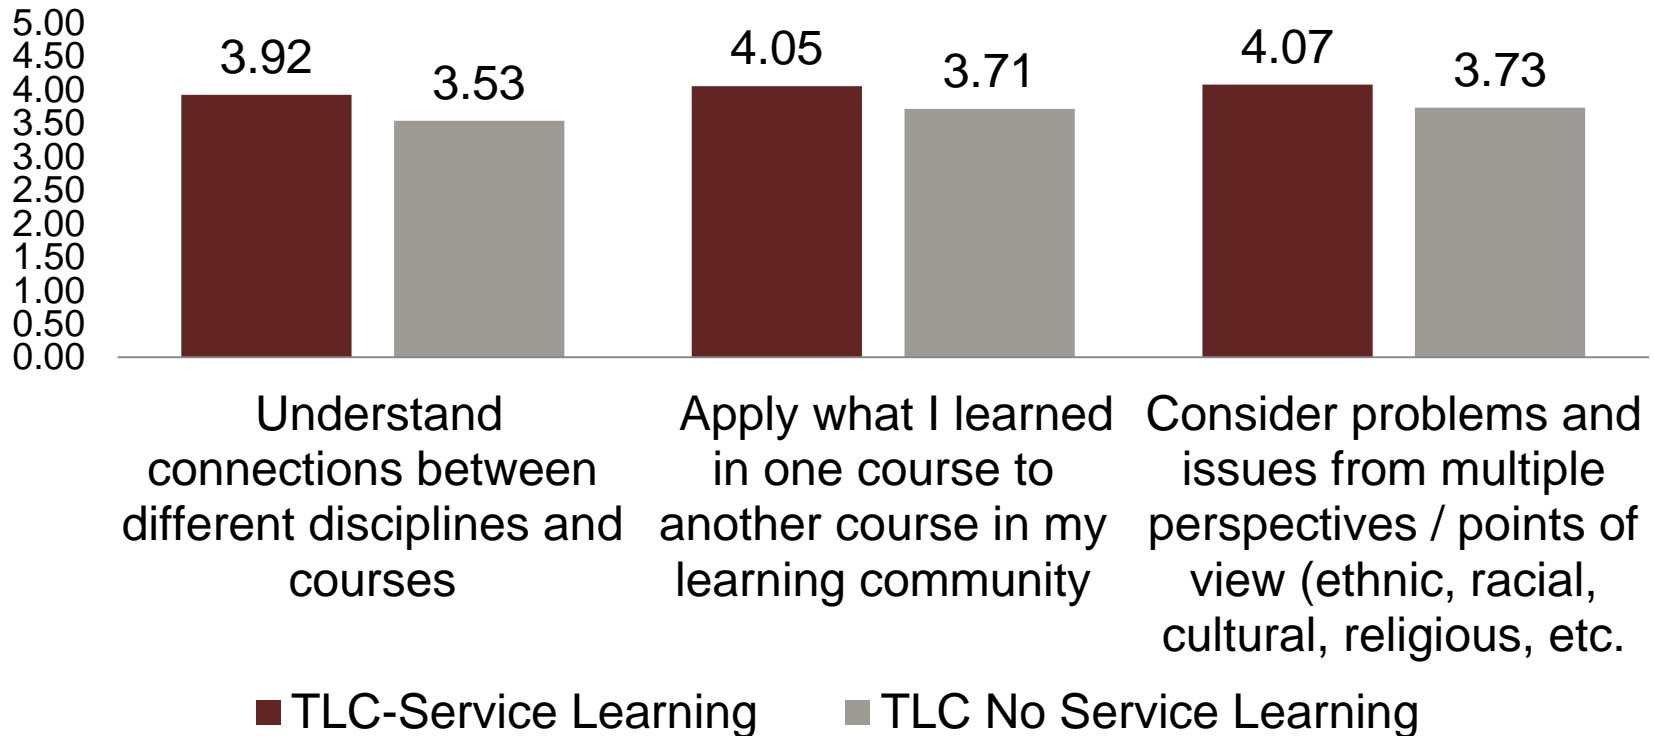 5.00
4.50
4.00
3.50
3.00
2.50
2.00
1.50
1.00
0.50
0.00
3.92
3.53
4.05
3.71
4.07
3.73
Understand
connections between
different disciplines and
courses
Apply what I learned
in one course to
another course in my
learning community
Consider problems and
issues from multiple
perspectives / points of
view (ethnic, racial,
cultural, religious, etc.
TLC-Service Learning
TLC No Service Learning